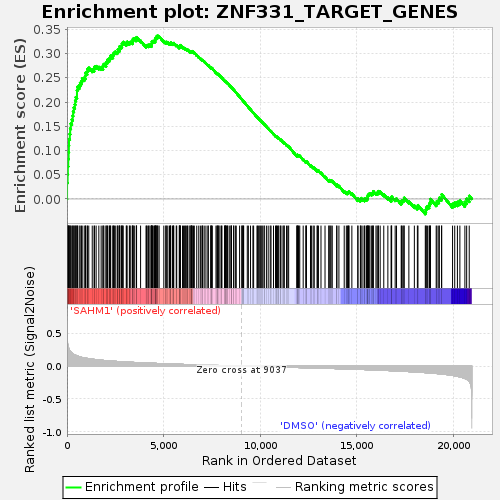 Enrichment plot: ZNF331_TARGET_GENES
Enrichment score (ES)
0.35
0.30
0.25
0.20
0.15
0.10
0.05
0.00
"SAHM1" (positively correlated)
Ranked list metric (Signal2Noise)
0.5
0.0
-0.5
-1.0
Zero cross at 9037
'DMSO' (negatively correlated)
0
5,000
10,000
15,000
20,000
Rank in Ordered Dataset
Enrichment profile
Hits
Ranking metric scores